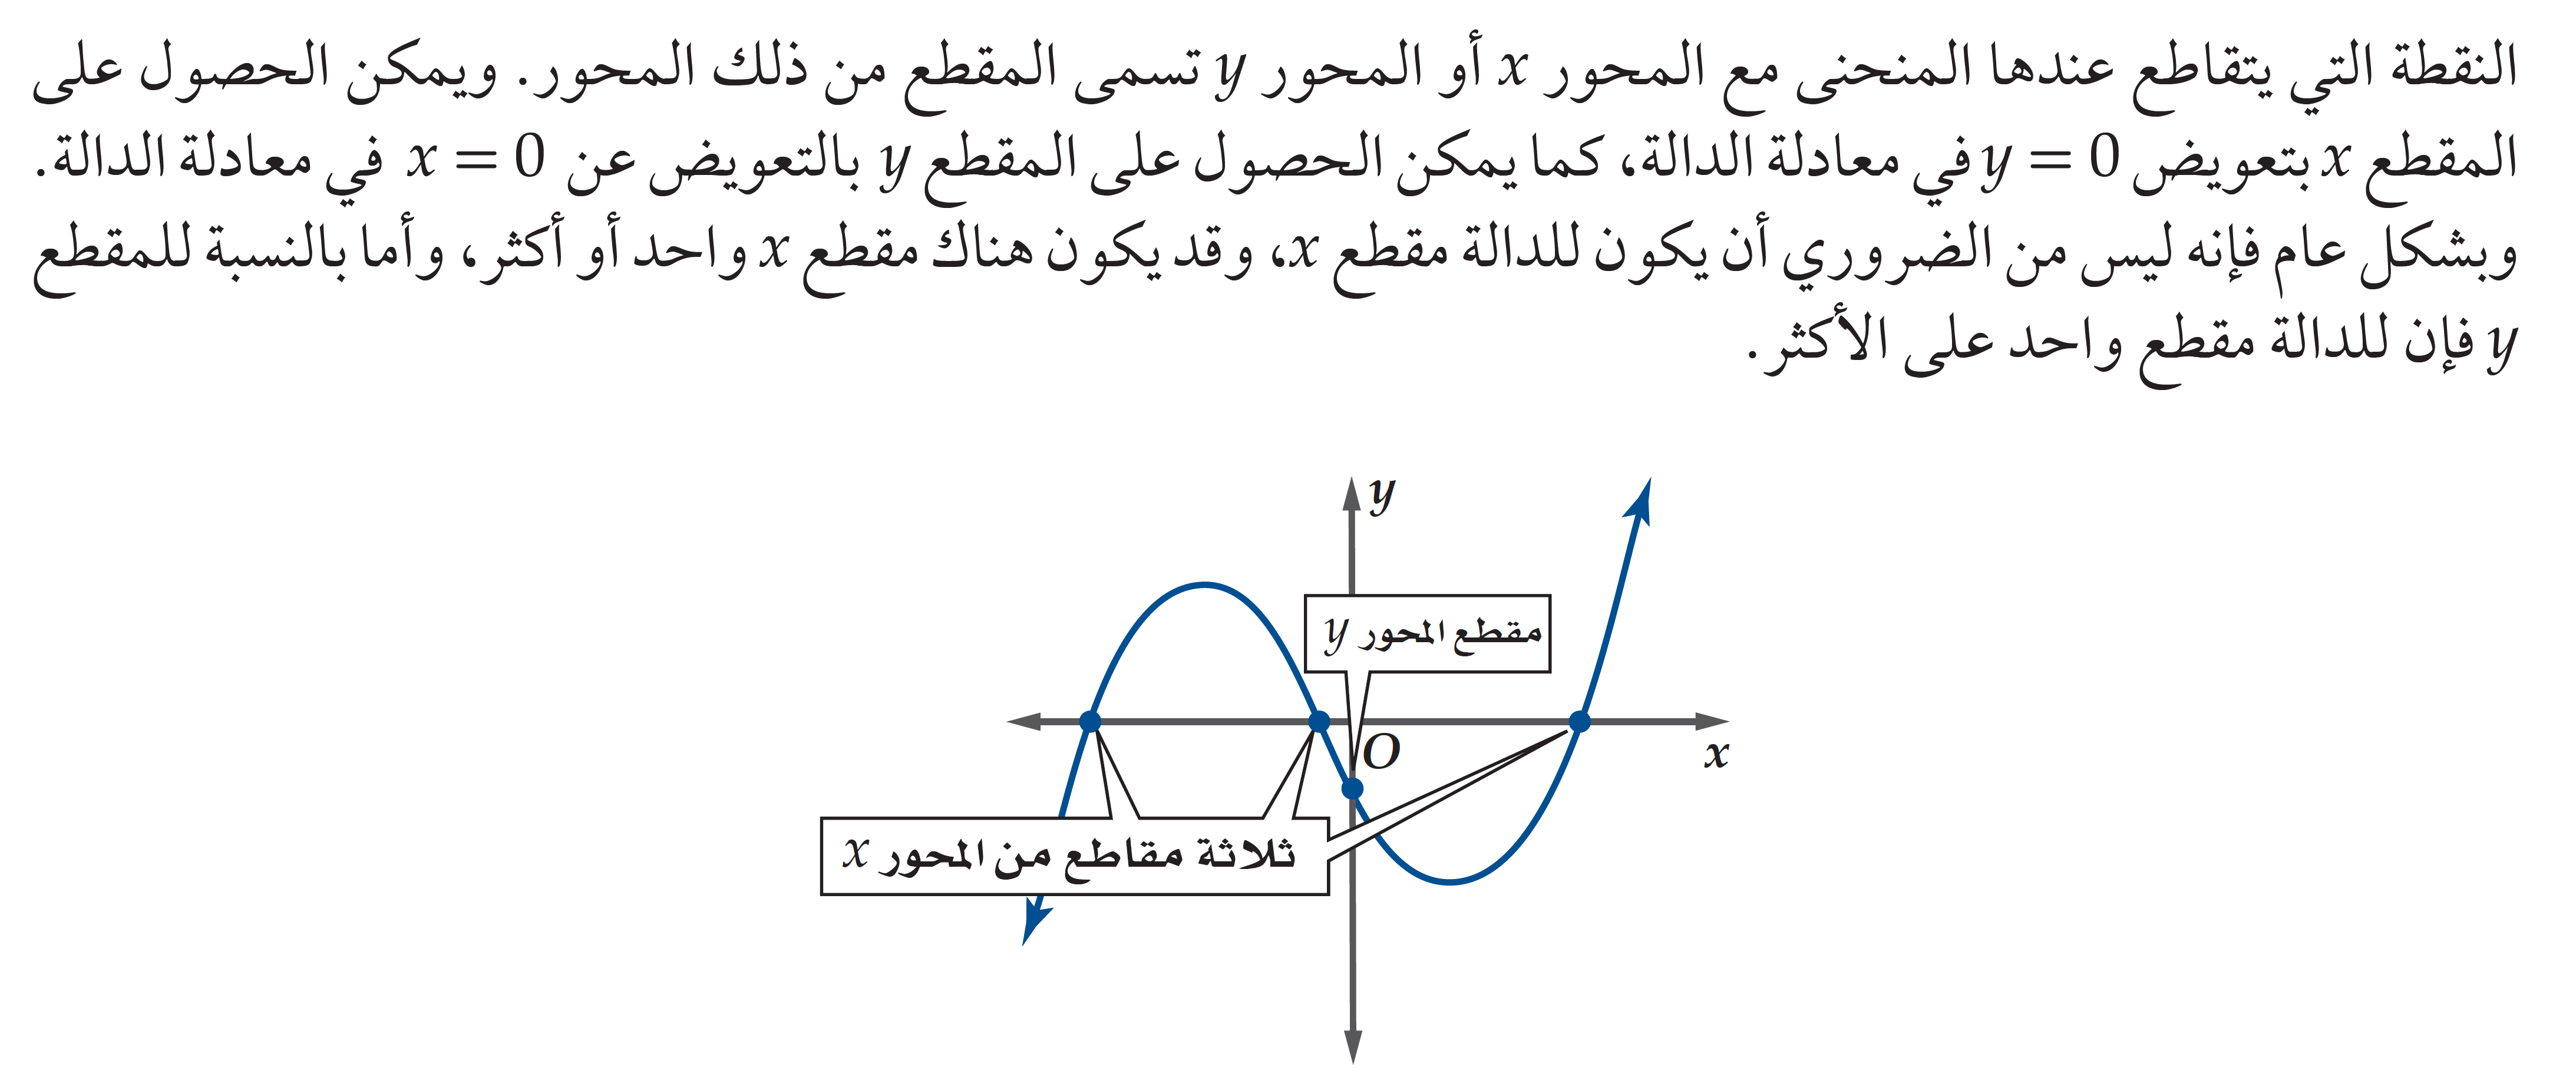 النقطة التي يتقاطع عندها المنحنى مع المحور x أو المحور y تسمى المقطع من ذلك المحور. ويمكن الحصول على
المقطع x بتعويض y = 0 في معادلة الدالة، كما يمكن الحصول على المقطع y بالتعويض عن x = 0 في معادلة الدالة.
وبشكل عام فإنه ليس من الضروري أن يكون للدالة مقطع x، وقد يكون هناك مقطع x واحد أو أكثر، وأما بالنسبة للمقطع
y فإن للدالة مقطع واحد على الأكثر.
y
مقطع المحور y
O
x
ثلاثة مقاطع من المحور x